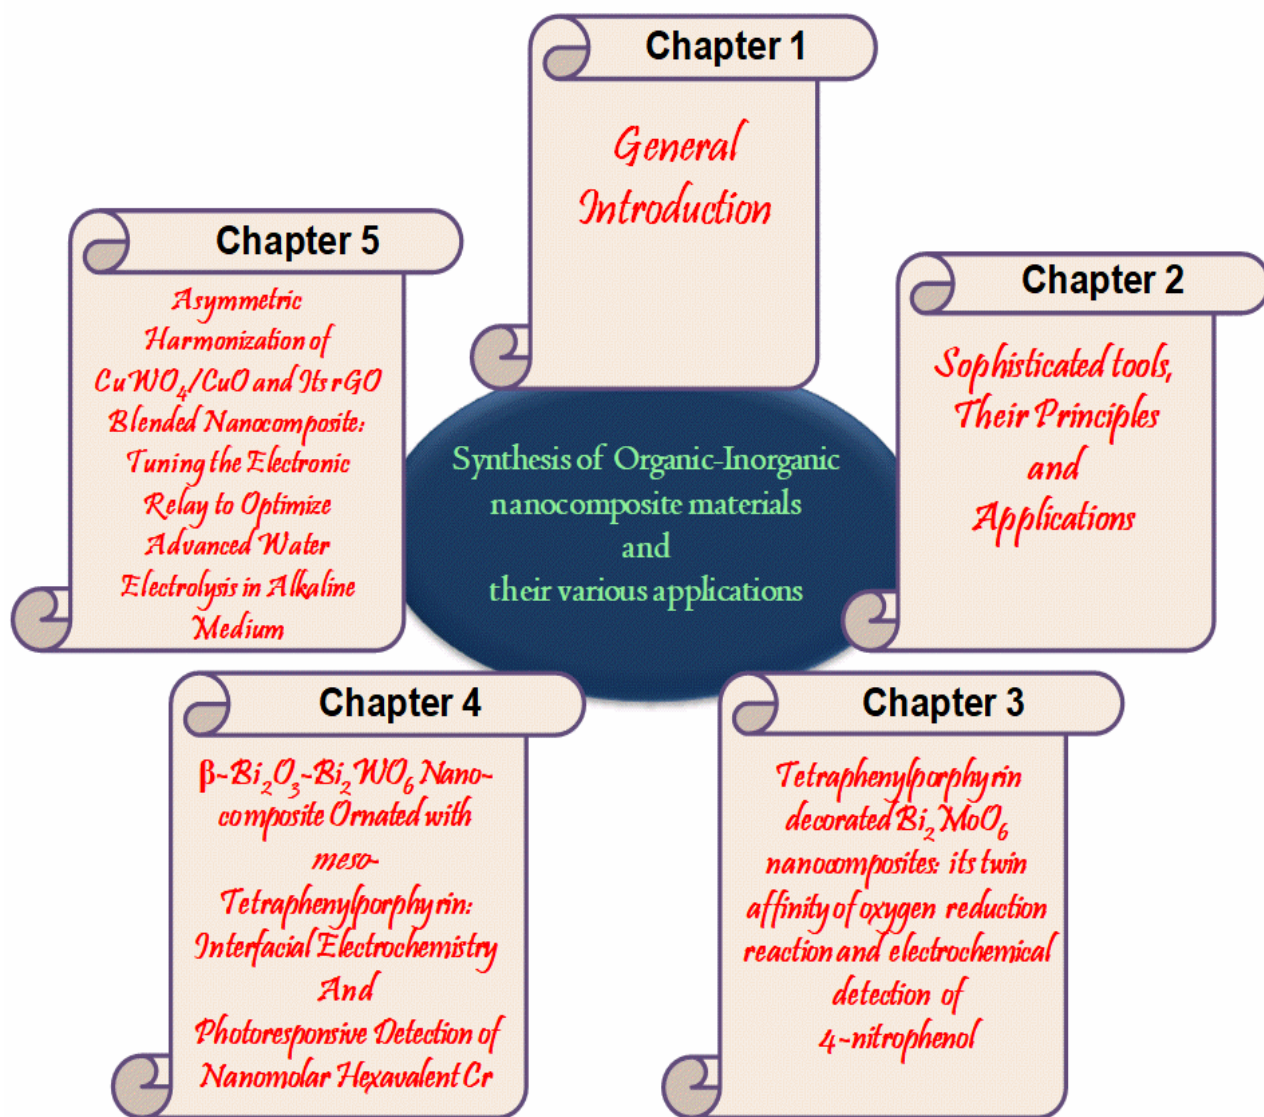 Chapter 1
General
Introduction
Chapter 2
Sophisticated tools,
Their Principles
and
Applications
Chapter 3
Tetraphenylporphyrin
decorated Bi₂MoO₆
nanocomposites: its twin
affinity of oxygen reduction
reaction and electrochemical
detection of
4-nitrophenol
Chapter 4
β-Bi₂O₃-Bi₂WO₆ Nano-
composite Ornated with
meso-
Tetraphenylporphyrin:
Interfacial Electrochemistry
And
Photoresponsive Detection of
Nanomolar Hexavalent Cr
Chapter 5
Asymmetric
Harmonization of
CuWO₄/CuO and Its rGO
Blended Nanocomposite:
Tuning the Electronic
Relay to Optimize
Advanced Water
Electrolysis in Alkaline
Medium
Synthesis of Organic-Inorganic
nanocomposite materials
and
their various applications